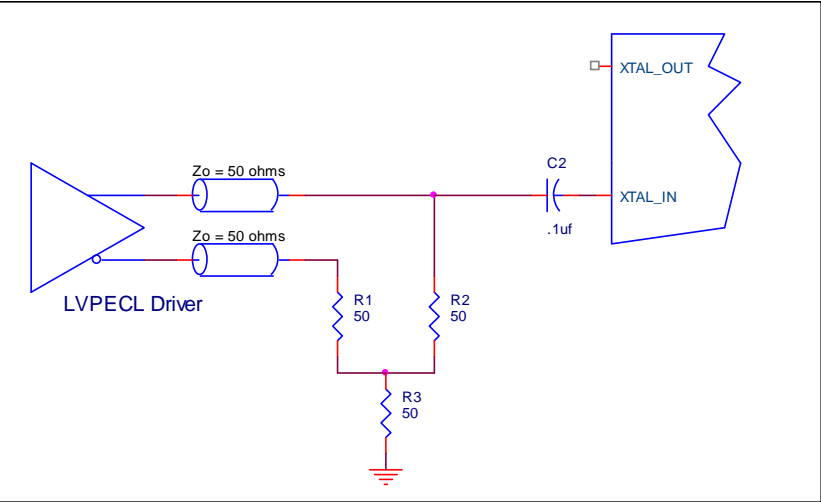 XTAL_OUT
C2
Zo = 50 ohms
XTAL_IN
.1uf
Zo = 50 ohms
LVPECL Driver
R1
50
R2
50
R3
50